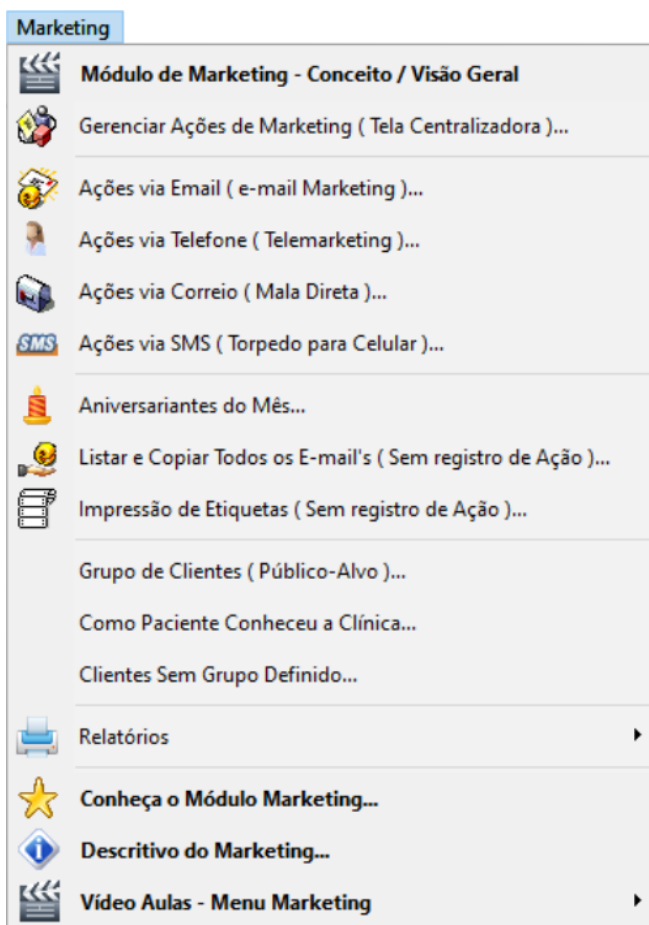 Marketing
Módulo de Marketing - Conceito / Visão Geral
Gerenciar Ações de Marketing ( Tela Centralizadora )...
Ações via Email ( e-mail Marketing )...
Ações via Telefone ( Telemarketing )...
Ações via Correio ( Mala Direta )...
SMS Ações via SMS ( Torpedo para Celular )...
Aniversariantes do Mês...
Listar e Copiar Todos os E-mail's ( Sem registro de Ação )...
Impressão de Etiquetas ( Sem registro de Ação )...
Grupo de Clientes ( Público-Alvo )...
Como Paciente Conheceu a Clínica...
Clientes Sem Grupo Definido...
Relatórios
Conheça o Módulo Marketing...
Descritivo do Marketing...
Vídeo Aulas - Menu Marketing